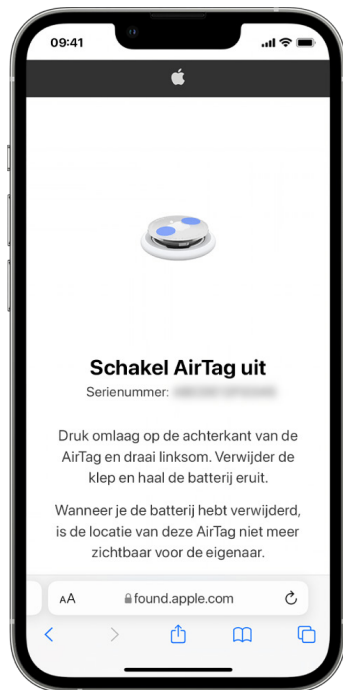 09:41
Schakel AirTag uit
Serienummer:
Druk omlaag op de achterkant van de
AirTag en draai linksom. Verwijder de
klep en haal de batterij eruit.
Wanneer je de batterij hebt verwijderd,
is de locatie van deze AirTag niet meer
zichtbaar voor de eigenaar.
AA found.apple.com